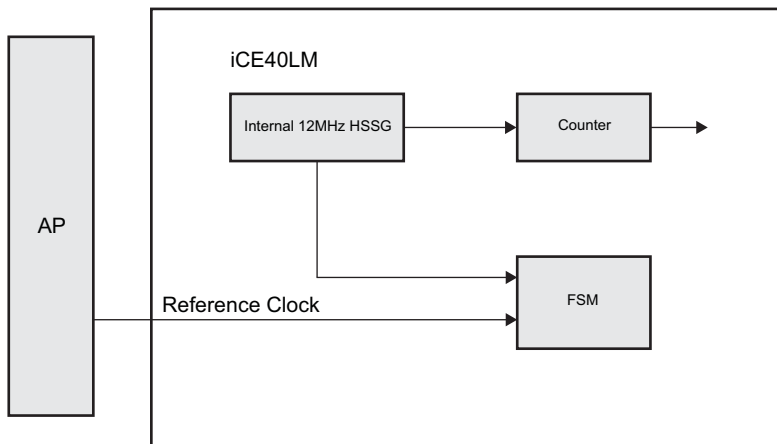 iCE40LM
Internal 12MHz HSSG
Counter
AP
FSM
Reference Clock